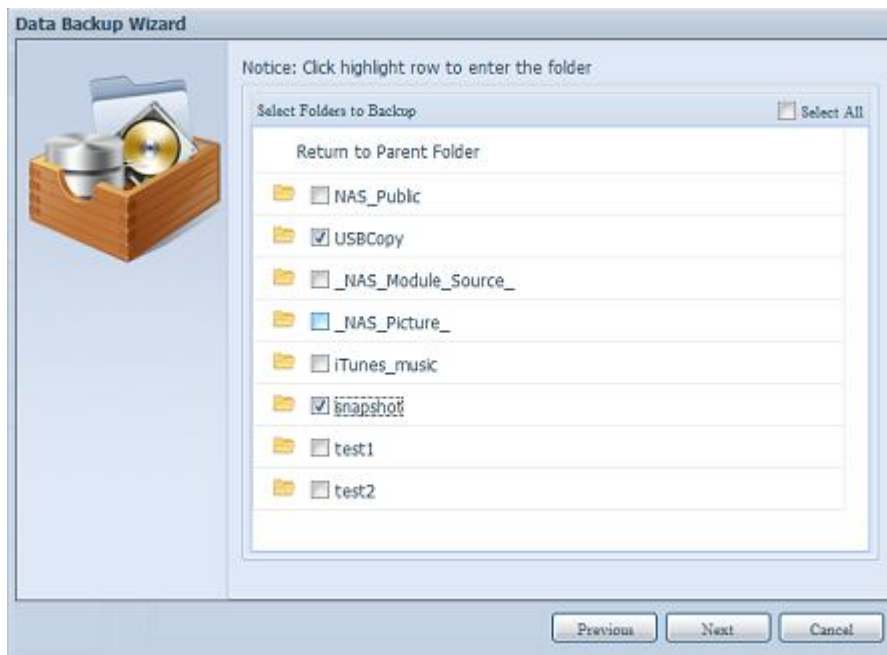 Data Backup Wizard
Notice: Click highlight row to enter the folder
Select Folders to Backup
Select All
Return to Parent Folder
NAS_Public
USBCopy
_NAS_Module_Source_
_NAS_Picture_
iTunes_music
snapshot
test1
test2
Previous
Next
Cancel